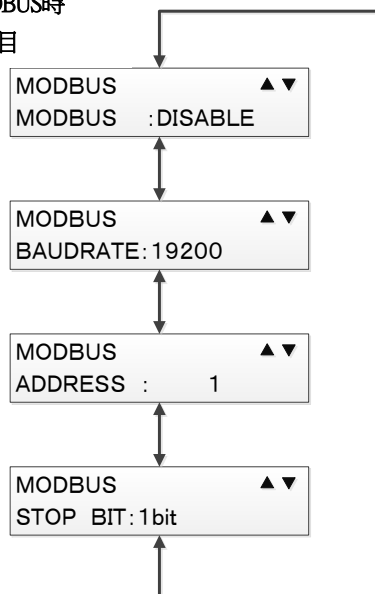 DBUS時
目
MODBUS ▲▼
MODBUS :DISABLE
MODBUS ▲▼
BAUDRATE:19200
MODBUS ▲▼
ADDRESS : 1
MODBUS ▲▼
STOP BIT:1bit